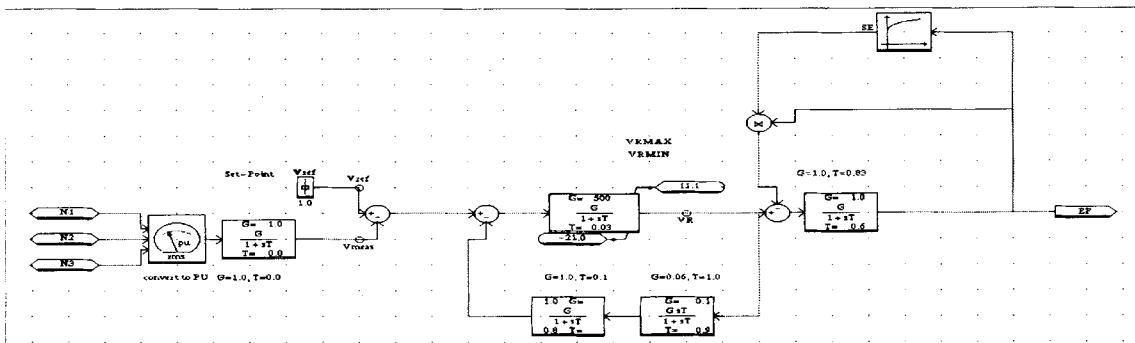 SE
VRMAX
VRMIN
Set-Point
Vref
1.0
Vref
+
-
Vmeas
N1
N2
N3
pu
rms
G= 1.0
G
1 + sT
T= 0.0
convert to PU G=1.0, T=0.0
+
-
G= 500
G
1 + sT
T= 0.03
11.1
-21.0
VR
+
-
G=1.0, T=0.83
G= 1.0
G
1 + sT
T= 0.6
EF
G=1.0, T=0.1
G=0.06, T=1.0
1.0 G=
G
1 + sT
0.8 T=
G= 0.1
G sT
1 + sT
T= 0.9